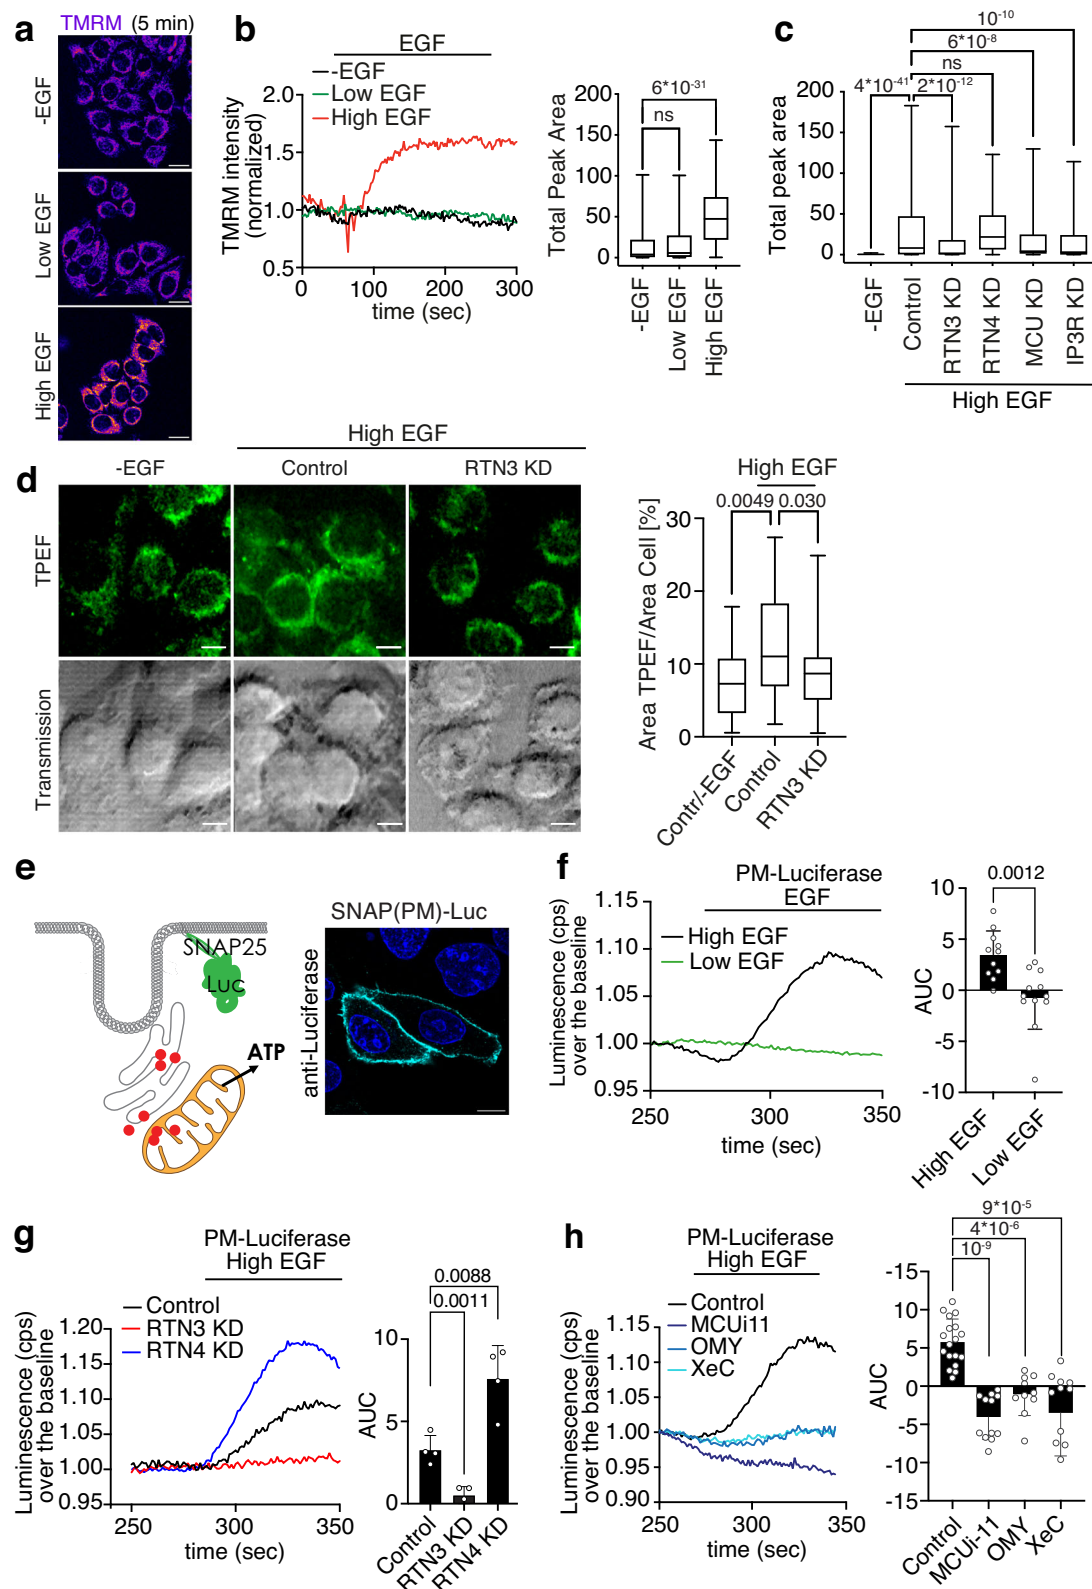 a
TMRM (5 min)
-EGF
Low EGF
High EGF
b
EGF
-EGF
Low EGF
High EGF
TMRM intensity
(normalized)
2.0
1.5
1.0
0.5
0
100
200
300
time (sec)
6*10-31
ns
Total Peak Area
200
150
100
50
0
-EGF
Low EGF
High EGF
c
10-10
6*10-8
ns
4*10-41
2*10-12
Total peak area
200
150
100
50
0
-EGF
Control
RTN3 KD
RTN4 KD
MCU KD
IP3R KD
High EGF
d
High EGF
-EGF
Control
RTN3 KD
TPEF
Transmission
High EGF
0.0049
0.030
Area TPEF/Area Cell [%]
30
20
10
0
Contr/-EGF
Control
RTN3 KD
e
SNAP25
Luc
ATP
SNAP(PM)-Luc
anti-Luciferase
f
PM-Luciferase
EGF
High EGF
Low EGF
Luminescence (cps)
over the baseline
1.15
1.10
1.05
1.00
0.95
250
300
350
time (sec)
0.0012
AUC
10
5
0
-5
-10
High EGF
Low EGF
g
PM-Luciferase
High EGF
Control
RTN3 KD
RTN4 KD
Luminescence (cps)
over the baseline
1.20
1.15
1.10
1.05
1.00
0.95
250
300
350
time (sec)
0.0088
0.0011
AUC
10
5
0
Control
RTN3 KD
RTN4 KD
h
PM-Luciferase
High EGF
Control
MCUi11
OMY
XeC
Luminescence (cps)
over the baseline
1.15
1.10
1.05
1.00
0.95
0.90
250
300
350
time (sec)
9*10-5
4*10-6
10-9
AUC
-15
10
5
0
-5
-10
-15
Control
MCUi-11
OMY
XeC